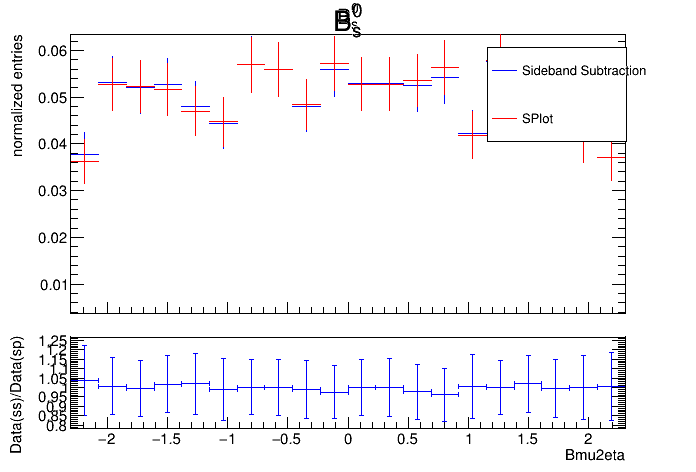 B⁰ₛ
normalized entries
0.06
0.05
0.04
0.03
0.02
0.01
Sideband Subtraction
SPlot
Data(ss)/Data(sp)
1.25
1.2
1.15
1.1
1.05
1
0.95
0.9
0.85
0.8
−2 −1.5 −1 −0.5 0 0.5 1 1.5 2
Bmu2eta